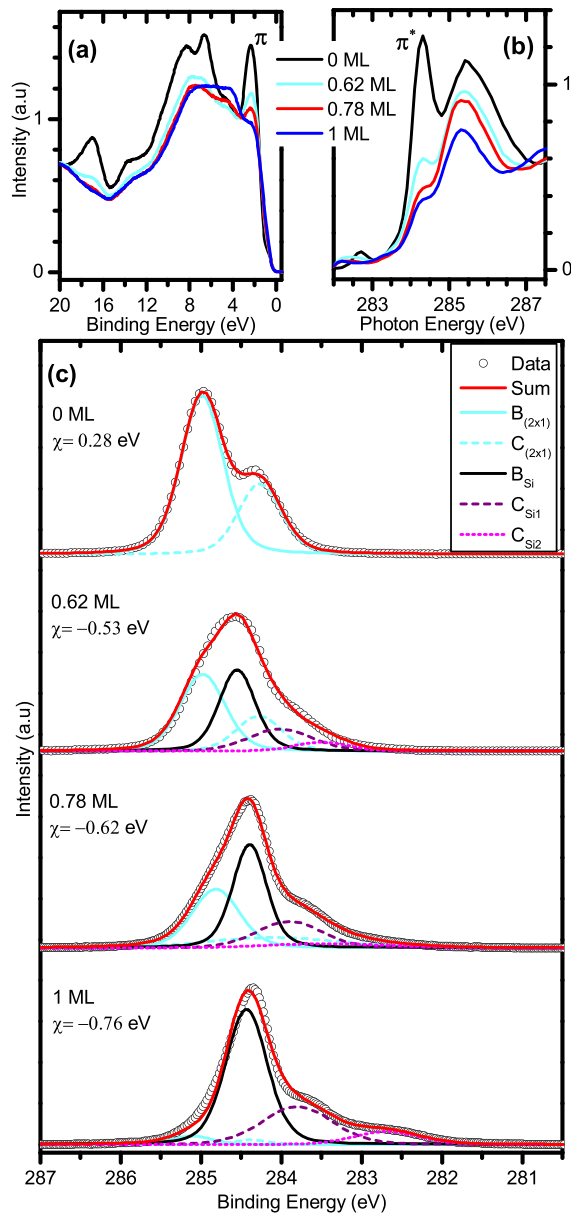 (a)
π
0 ML
0.62 ML
0.78 ML
1 ML
π*
(b)
Intensity (a.u)
1
0
20
16
12
8
4
0
Binding Energy (eV)
1
0
283
285
287
Photon Energy (eV)
(c)
Data
Sum
B(2x1)
C(2x1)
BSi
CSi1
CSi2
0 ML
χ= 0.28 eV
0.62 ML
χ= −0.53 eV
0.78 ML
χ= −0.62 eV
1 ML
χ= −0.76 eV
Intensity (a.u)
287
286
285
284
283
282
281
Binding Energy (eV)